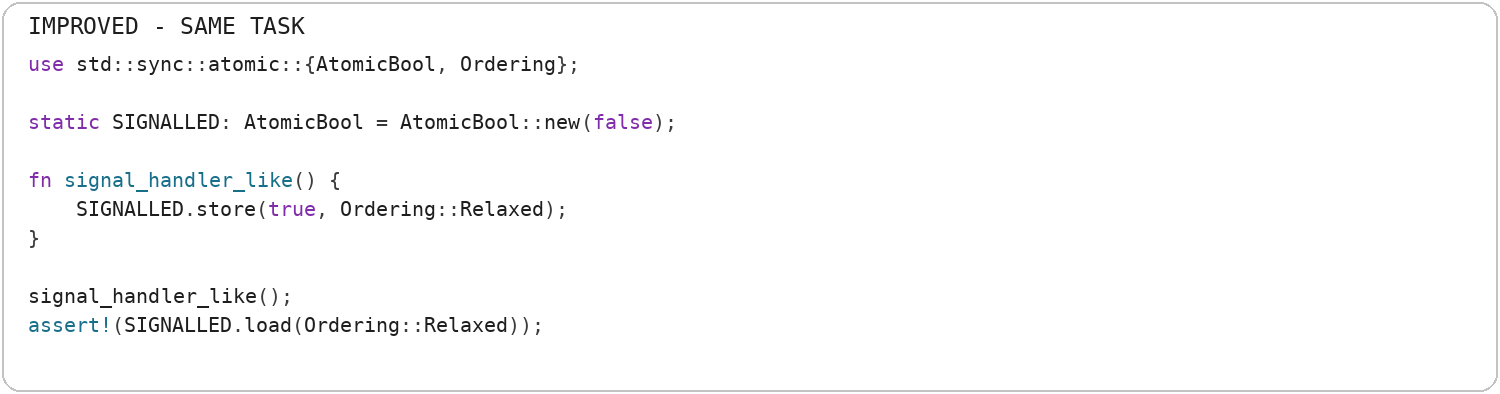 IMPROVED - SAME TASK
use std::sync::atomic::{AtomicBool, Ordering};
static SIGNALLED: AtomicBool = AtomicBool::new(false);
fn signal_handler_like() {
    SIGNALLED.store(true, Ordering::Relaxed);
}
signal_handler_like();
assert!(SIGNALLED.load(Ordering::Relaxed));